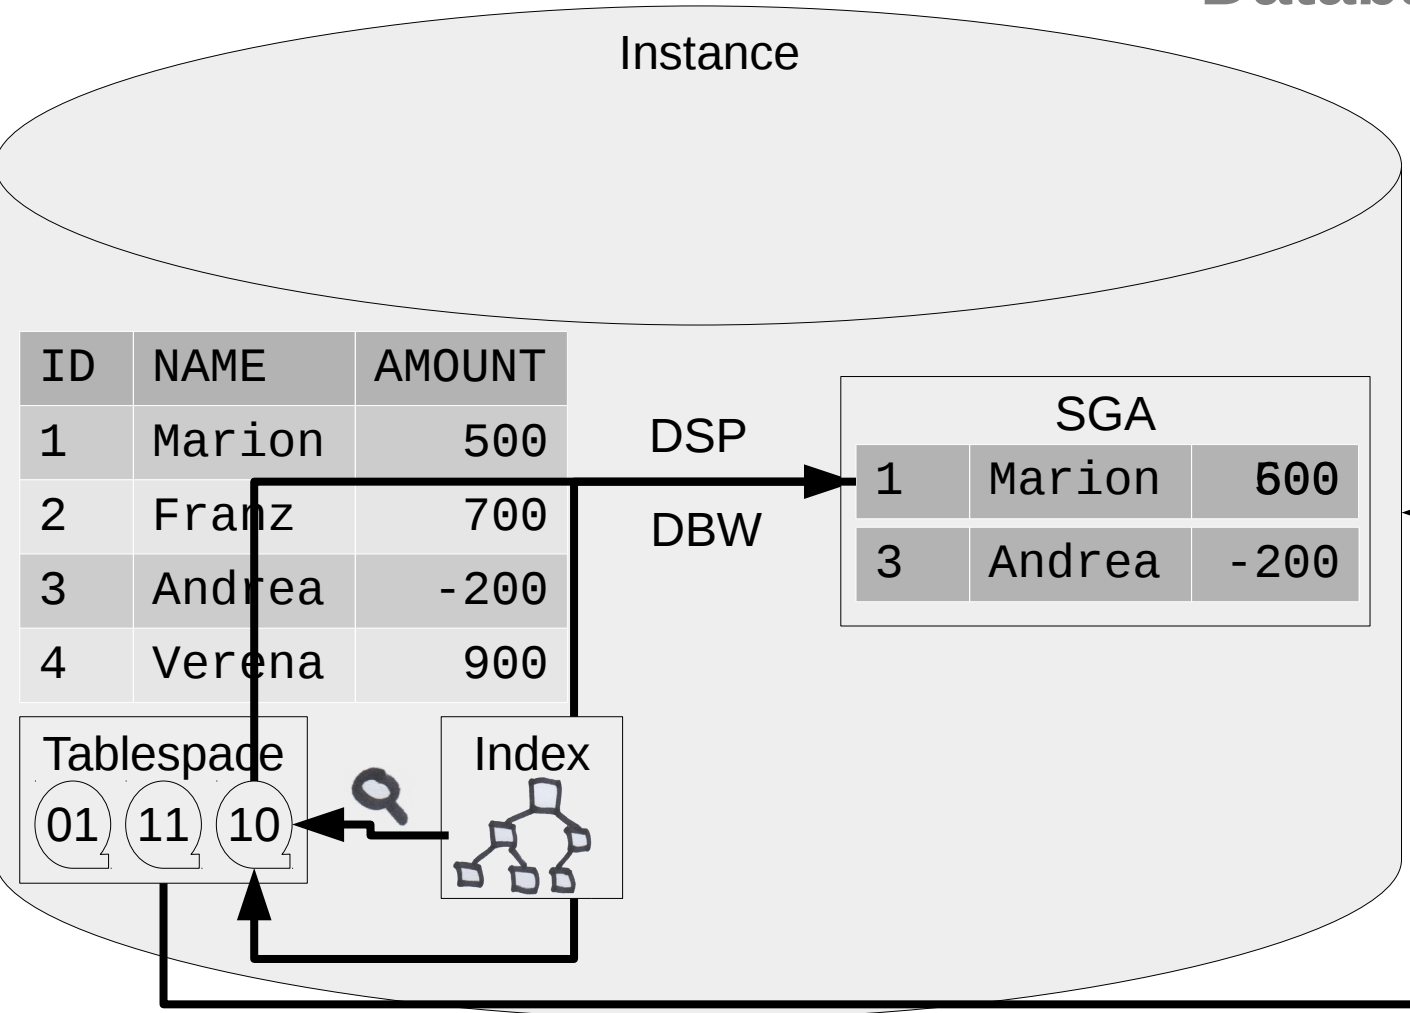 Instance
ID NAME AMOUNT
1 Marion 500
2 Franz 700
3 Andrea -200
4 Verena 900
DSP
DBW
SGA
1 Marion
3 Andrea -200
Tablespace
01 11 10
Index